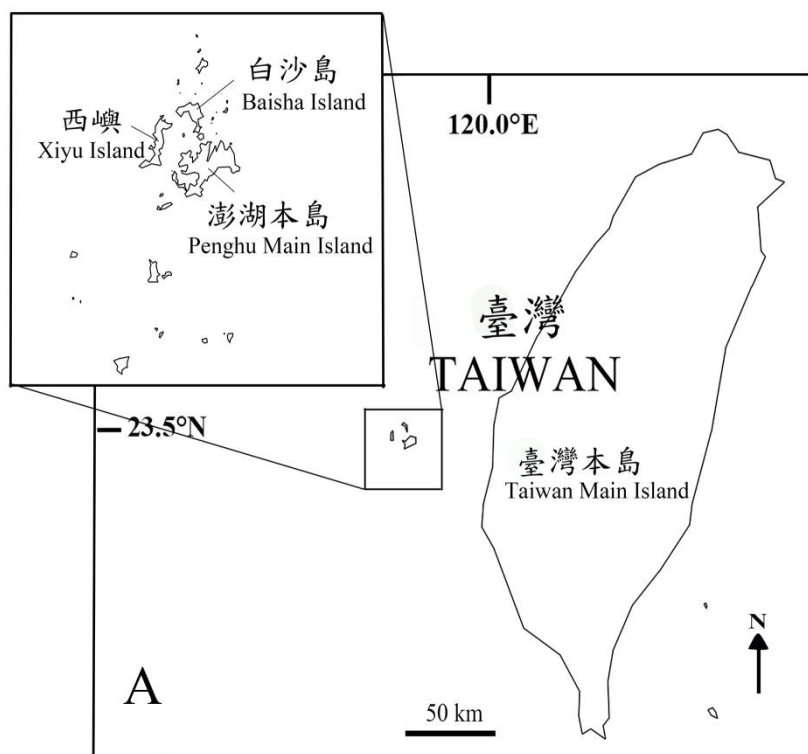 白沙島
Baisha Island
西嶼
Xiyu Island
澎湖本島
Penghu Main Island
120.0°E
臺灣
TAIWAN
23.5°N
臺灣本島
Taiwan Main Island
N
A
50 km